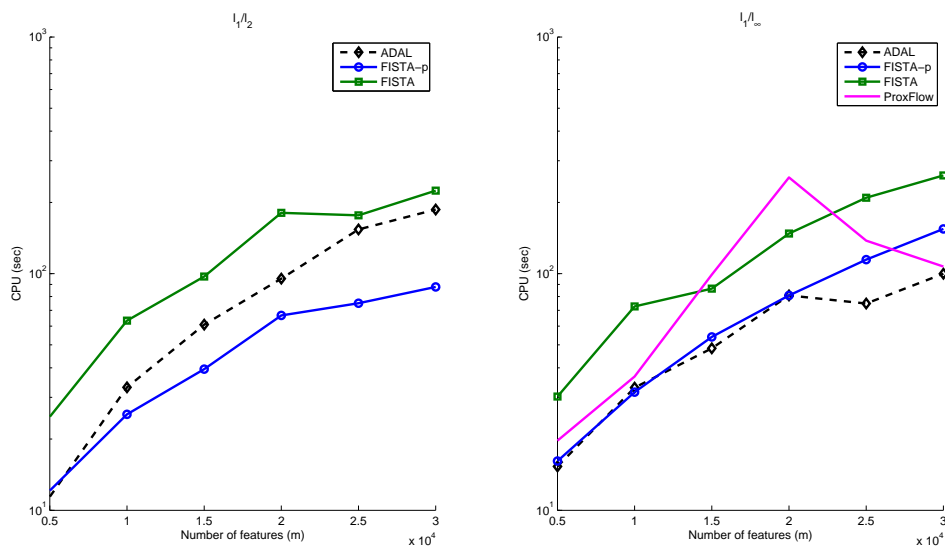 l1/l2
10^3
10^2
10^1
CPU (sec)
ADAL
FISTA−p
FISTA
0.5
1
1.5
2
2.5
3
x 10^4
Number of features (m)
l1/l∞
10^3
10^2
10^1
CPU (sec)
ADAL
FISTA−p
FISTA
ProxFlow
0.5
1
1.5
2
2.5
3
x 10^4
Number of features (m)